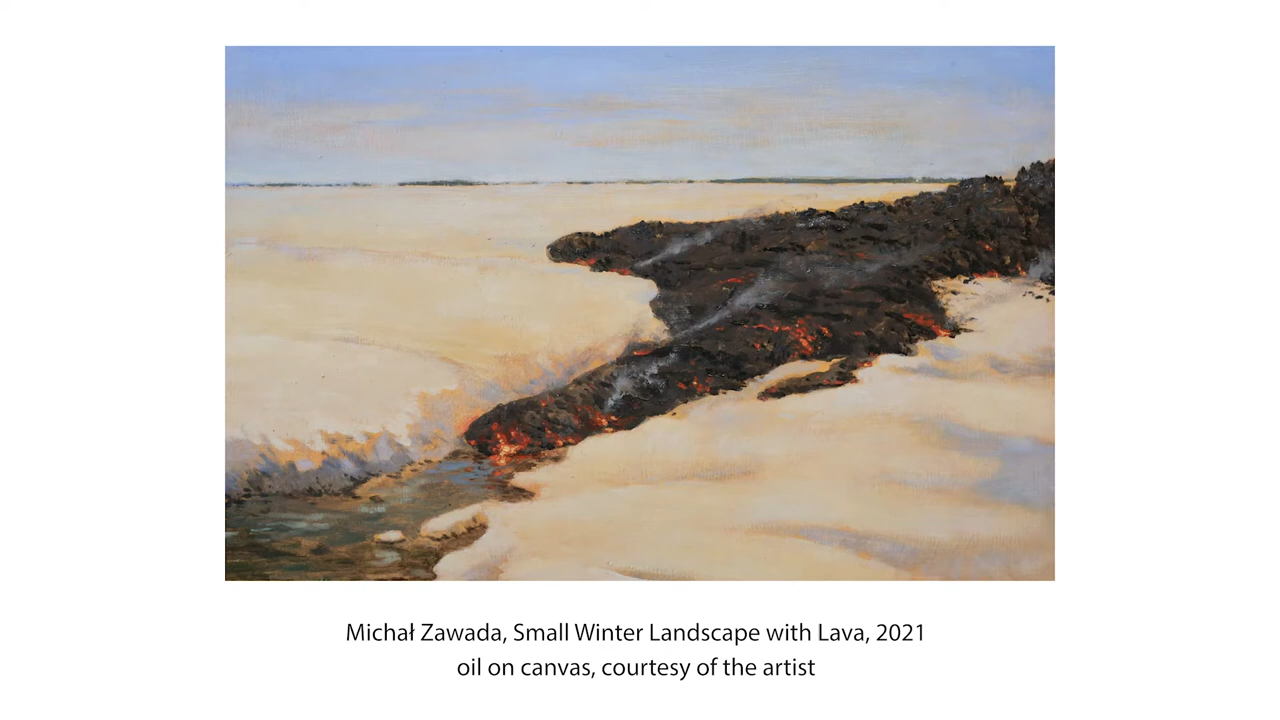 Michał Zawada, Small Winter Landscape with Lava, 2021
oil on canvas, courtesy of the artist